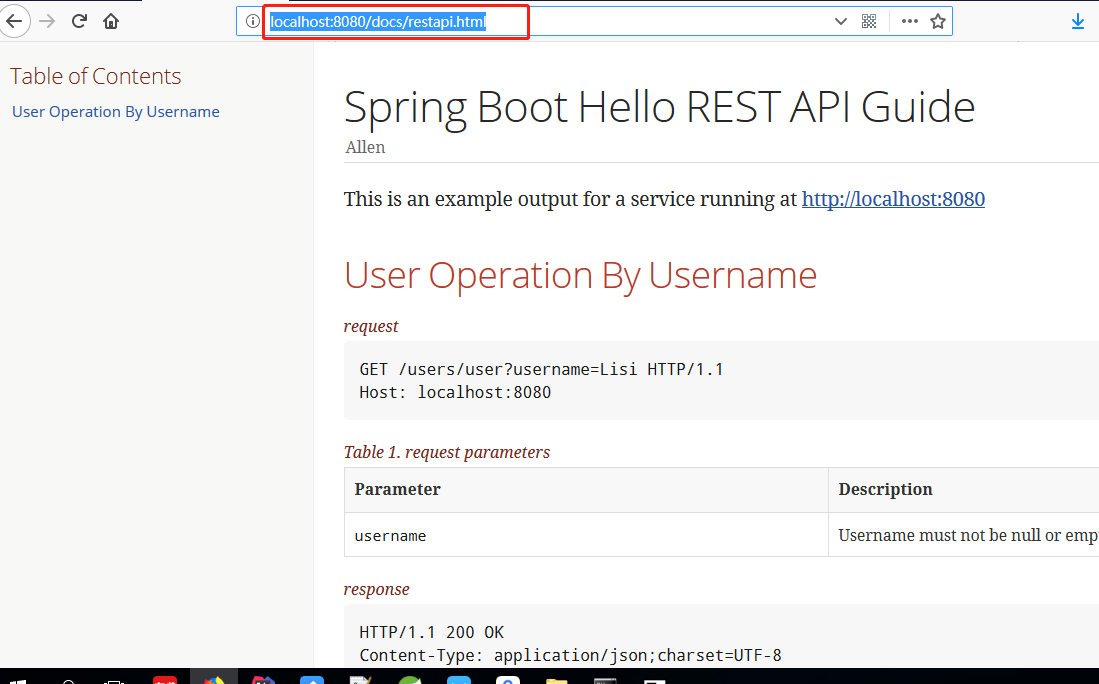 localhost:8080/docs/restapi.html
Table of Contents
User Operation By Username
Spring Boot Hello REST API Guide
Allen
This is an example output for a service running at http://localhost:8080
User Operation By Username
request
GET /users/user?username=Lisi HTTP/1.1
Host: localhost:8080
Table 1. request parameters
Parameter Description
username Username must not be null or emp
response
HTTP/1.1 200 OK
Content-Type: application/json;charset=UTF-8